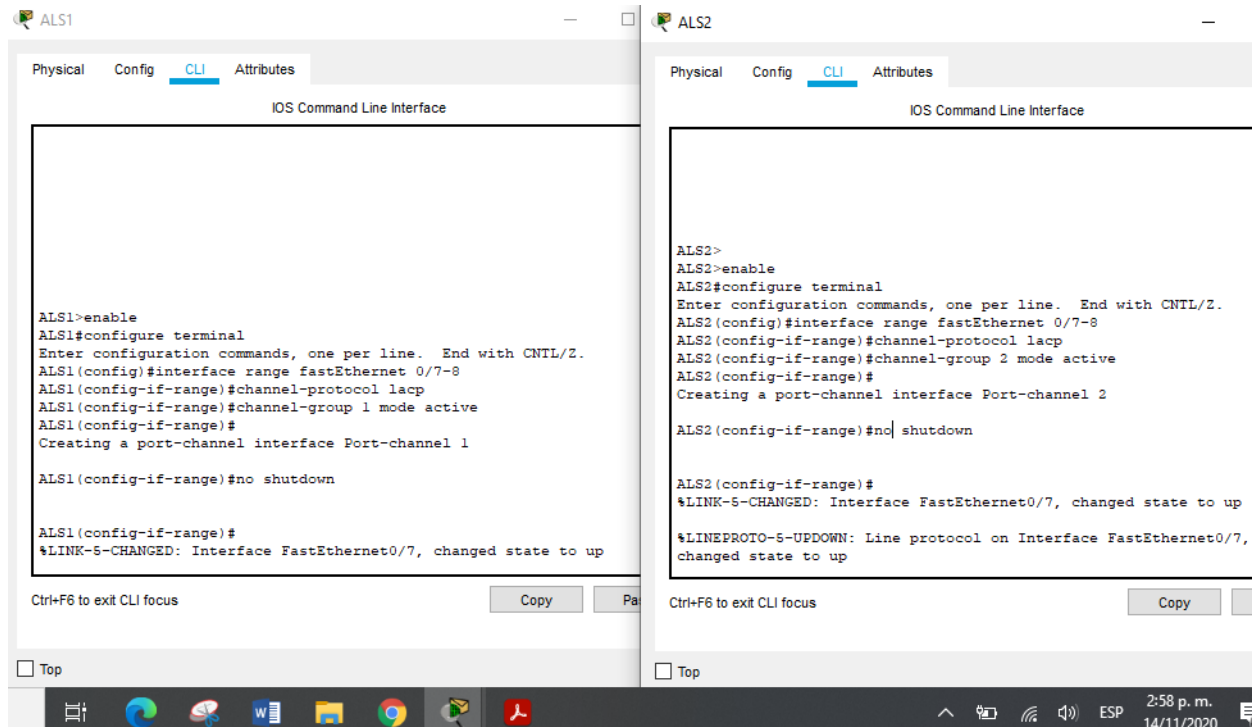 ALS1
Physical Config CLI Attributes
IOS Command Line Interface
ALS1>enable
ALS1#configure terminal
Enter configuration commands, one per line.  End with CNTL/Z.
ALS1(config)#interface range fastEthernet 0/7-8
ALS1(config-if-range)#channel-protocol lacp
ALS1(config-if-range)#channel-group 1 mode active
ALS1(config-if-range)#
Creating a port-channel interface Port-channel 1
ALS1(config-if-range)#no shutdown
ALS1(config-if-range)#
%LINK-5-CHANGED: Interface FastEthernet0/7, changed state to up
Ctrl+F6 to exit CLI focus
Copy
Top
ALS2
Physical Config CLI Attributes
IOS Command Line Interface
ALS2>
ALS2>enable
ALS2#configure terminal
Enter configuration commands, one per line.  End with CNTL/Z.
ALS2(config)#interface range fastEthernet 0/7-8
ALS2(config-if-range)#channel-protocol lacp
ALS2(config-if-range)#channel-group 2 mode active
ALS2(config-if-range)#
Creating a port-channel interface Port-channel 2
ALS2(config-if-range)#no shutdown
ALS2(config-if-range)#
%LINK-5-CHANGED: Interface FastEthernet0/7, changed state to up
%LINEPROTO-5-UPDOWN: Line protocol on Interface FastEthernet0/7,
changed state to up
Ctrl+F6 to exit CLI focus
Copy
Top
ESP
2:58 p. m.
14/11/2020